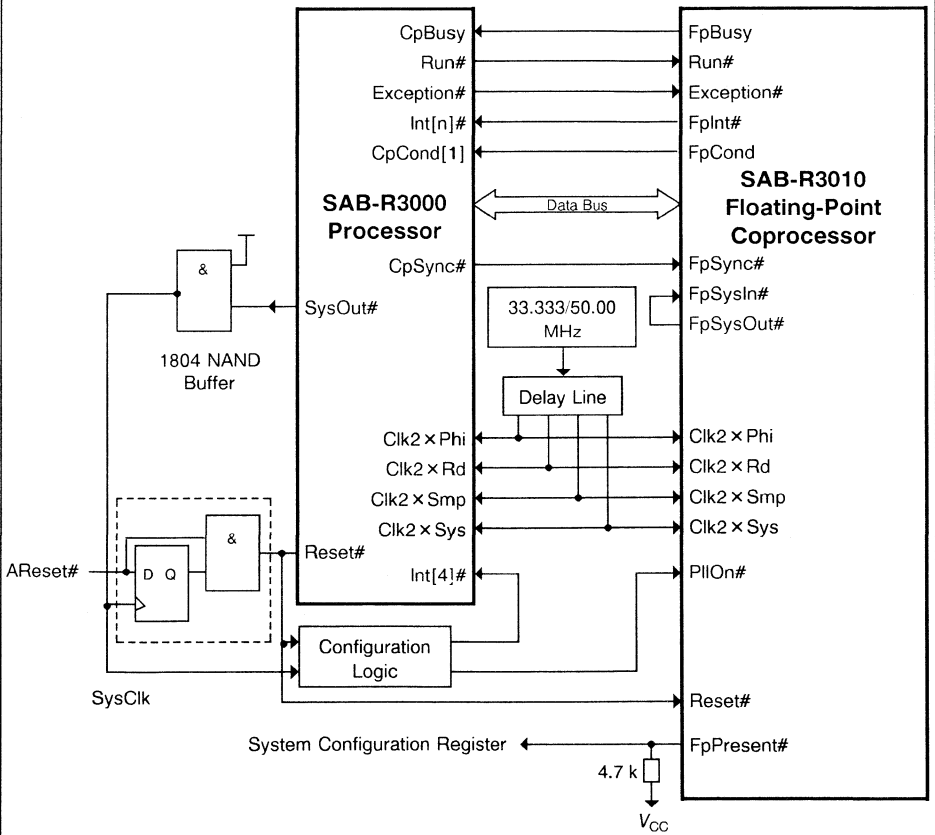 CpBusy
FpBusy
Run#
Run#
Exception#
Exception#
Int[n]#
FpInt#
CpCond[1]
FpCond
SAB-R3000
Processor
SAB-R3010
Floating-Point
Coprocessor
Data Bus
CpSync#
FpSync#
&
SysOut#
33.333/50.00
MHz
FpSysIn#
FpSysOut#
1804 NAND
Buffer
Delay Line
Clk2×Phi
Clk2×Phi
Clk2×Rd
Clk2×Rd
Clk2×Smp
Clk2×Smp
Clk2×Sys
Clk2×Sys
&
Reset#
AReset#
D Q
Int[4]#
PllOn#
Configuration
Logic
SysClk
Reset#
System Configuration Register
FpPresent#
4.7 k
VCC